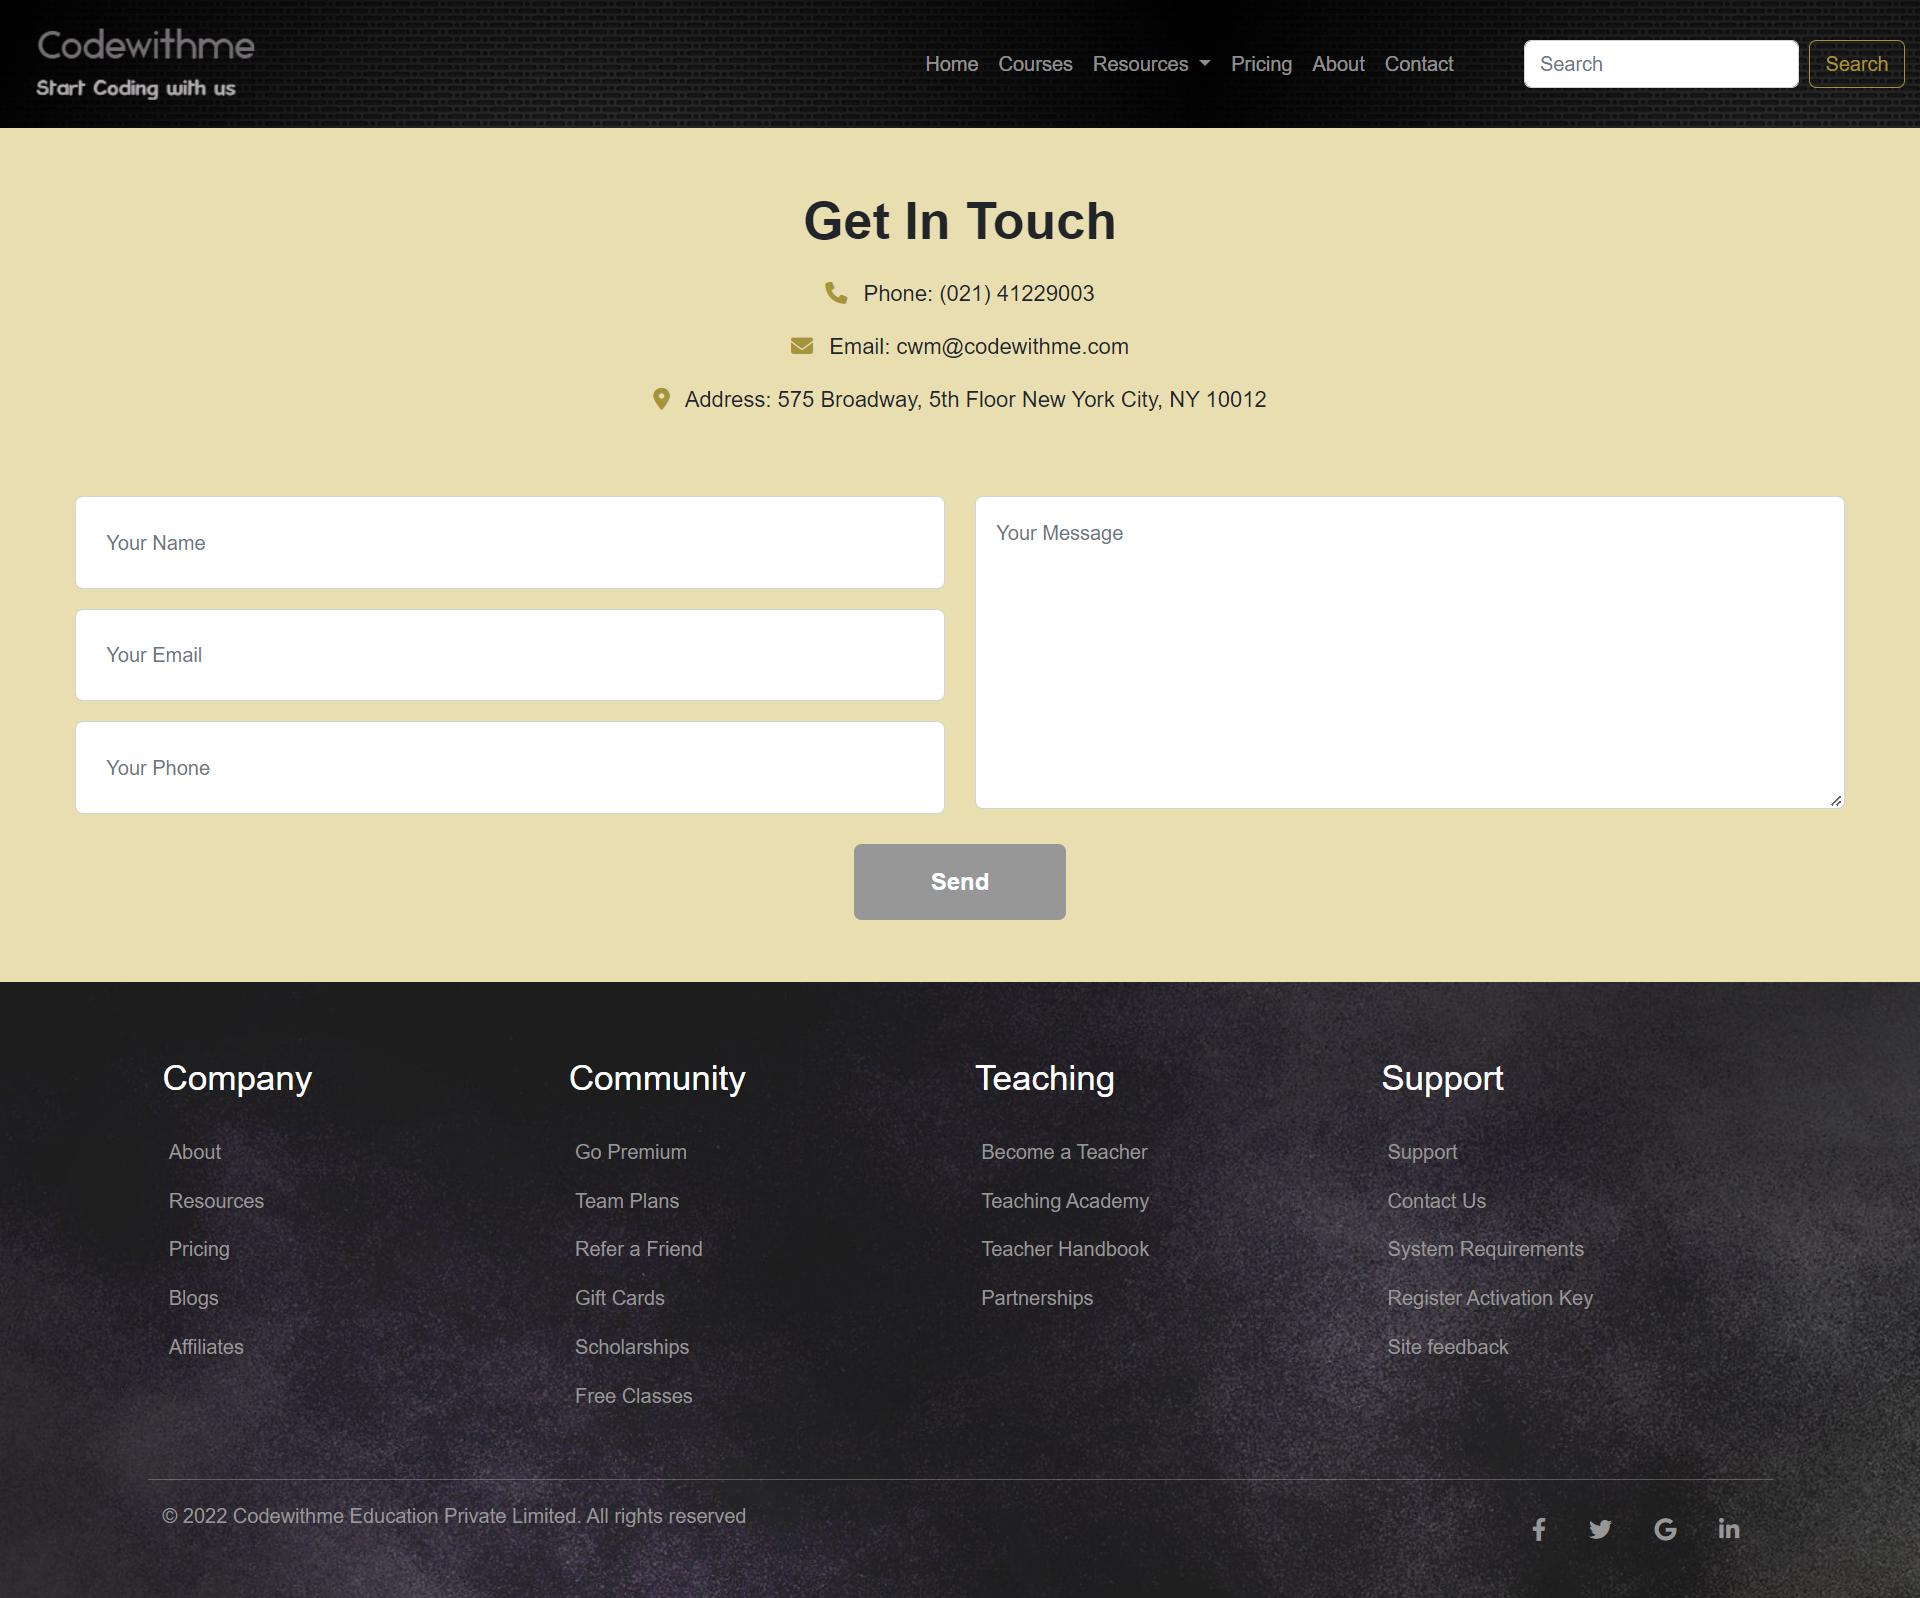 Codewithme
Start Coding with us
Home Courses Resources Pricing About Contact Search Search
Get In Touch
Phone: (021) 41229003
Email: cwm@codewithme.com
Address: 575 Broadway, 5th Floor New York City, NY 10012
Your Name
Your Email
Your Phone
Your Message
Send
Company
About
Resources
Pricing
Blogs
Affiliates
Community
Go Premium
Team Plans
Refer a Friend
Gift Cards
Scholarships
Free Classes
Teaching
Become a Teacher
Teaching Academy
Teacher Handbook
Partnerships
Support
Support
Contact Us
System Requirements
Register Activation Key
Site feedback
© 2022 Codewithme Education Private Limited. All rights reserved